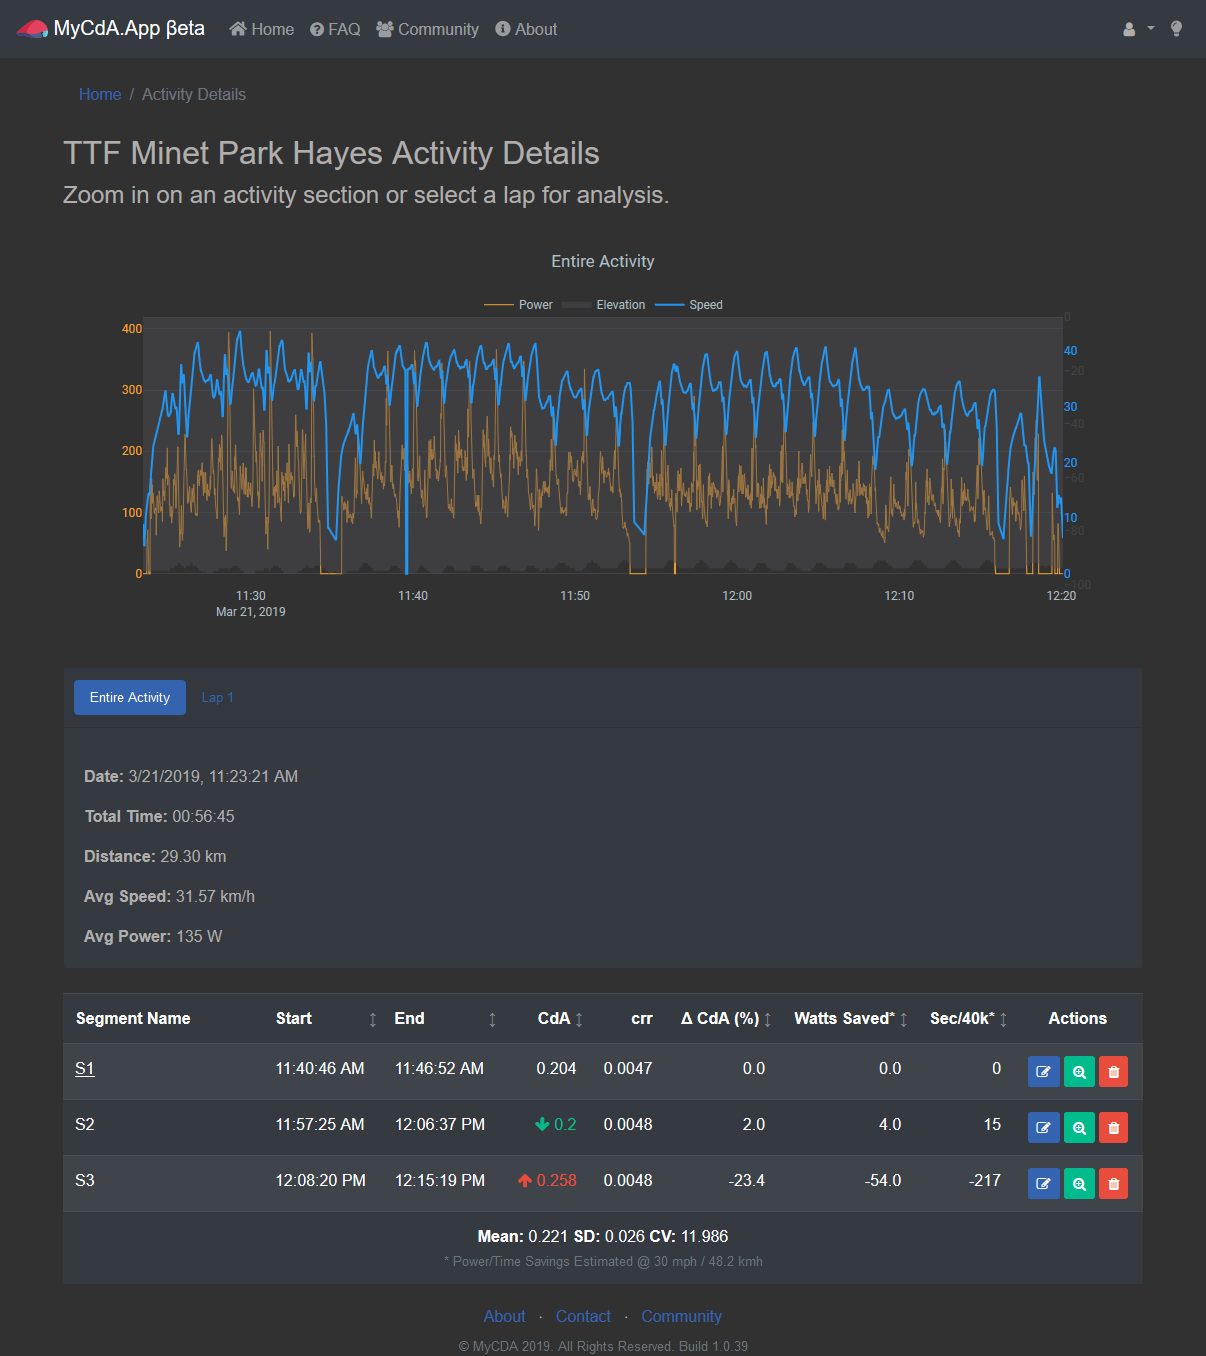 MyCdA.App βeta Home FAQ Community About
Home / Activity Details
TTF Minet Park Hayes Activity Details
Zoom in on an activity section or select a lap for analysis.
Entire Activity
Power Elevation Speed
400
300
200
100
0
0
−20
−40
−60
−80
−100
40
30
20
10
0
11:30 11:40 11:50 12:00 12:10 12:20
Mar 21, 2019
Entire Activity Lap 1
Date: 3/21/2019, 11:23:21 AM
Total Time: 00:56:45
Distance: 29.30 km
Avg Speed: 31.57 km/h
Avg Power: 135 W
Segment Name Start End CdA crr Δ CdA (%) Watts Saved* Sec/40k* Actions
S1 11:40:46 AM 11:46:52 AM 0.204 0.0047 0.0 0.0 0
S2 11:57:25 AM 12:06:37 PM 0.2 0.0048 2.0 4.0 15
S3 12:08:20 PM 12:15:19 PM 0.258 0.0048 -23.4 -54.0 -217
Mean: 0.221 SD: 0.026 CV: 11.986
* Power/Time Savings Estimated @ 30 mph / 48.2 kmh
About · Contact · Community
© MyCDA 2019. All Rights Reserved. Build 1.0.39